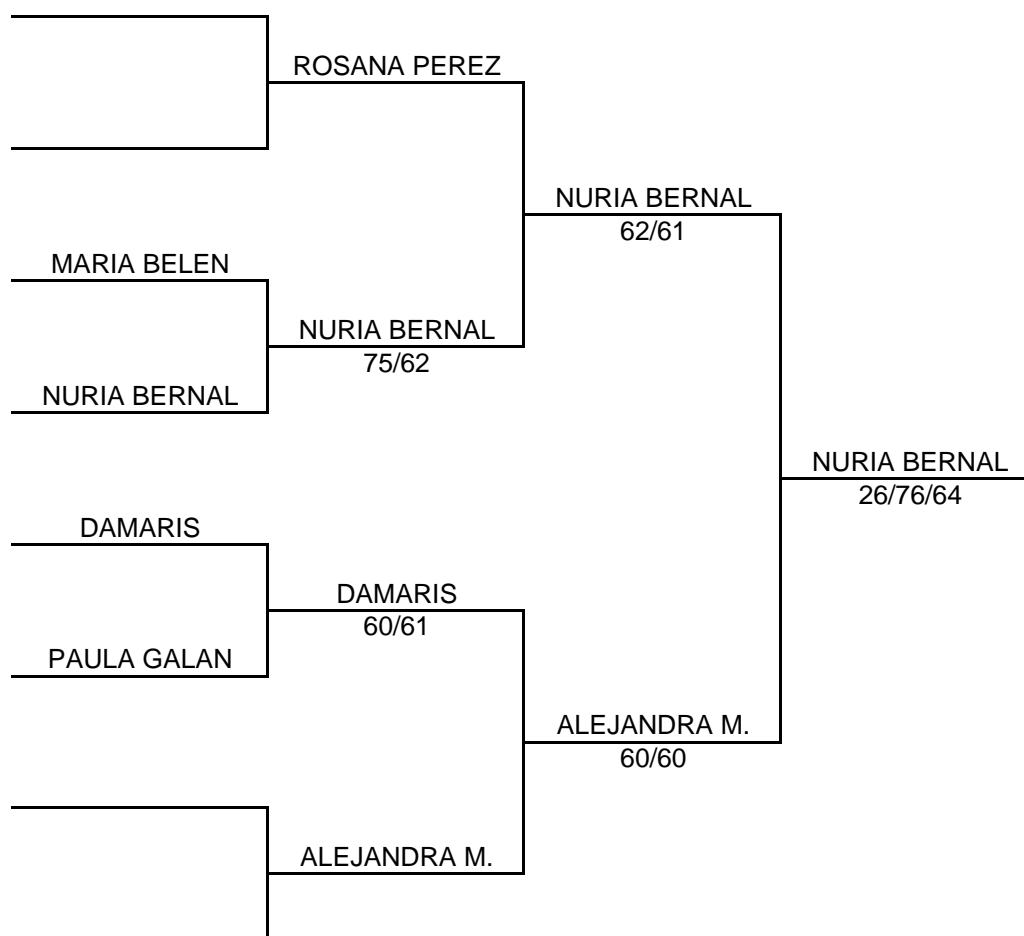 ROSANA PEREZ
NURIA BERNAL
62/61
MARIA BELEN
NURIA BERNAL
75/62
NURIA BERNAL
NURIA BERNAL
26/76/64
DAMARIS
DAMARIS
60/61
PAULA GALAN
ALEJANDRA M.
60/60
ALEJANDRA M.